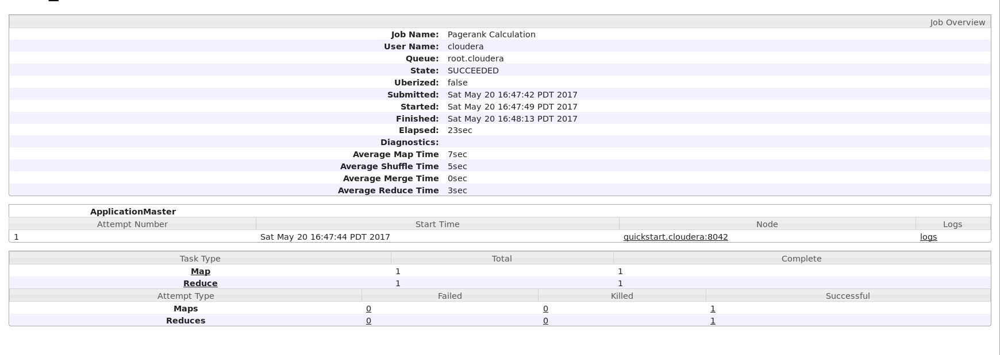 Job Overview
Job Name: Pagerank Calculation
User Name: cloudera
Queue: root.cloudera
State: SUCCEEDED
Uberized: false
Submitted: Sat May 20 16:47:42 PDT 2017
Started: Sat May 20 16:47:49 PDT 2017
Finished: Sat May 20 16:48:13 PDT 2017
Elapsed: 23sec
Diagnostics:
Average Map Time 7sec
Average Shuffle Time 5sec
Average Merge Time 0sec
Average Reduce Time 3sec
ApplicationMaster
Attempt Number Start Time Node Logs
1 Sat May 20 16:47:44 PDT 2017 quickstart.cloudera:8042 logs
Task Type Total Complete
Map 1 1
Reduce 1 1
Attempt Type Failed Killed Successful
Maps 0 0 1
Reduces 0 0 1